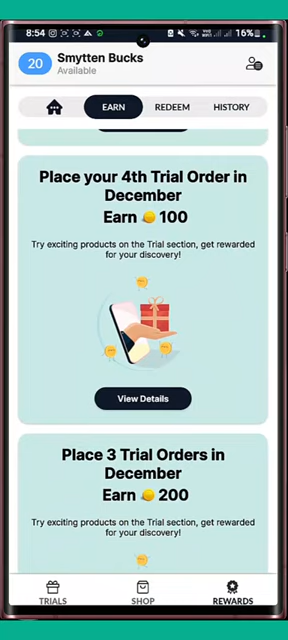 8:54
16%
20
Smytten Bucks
Available
EARN
REDEEM
HISTORY
Place your 4th Trial Order in
December
Earn 100
Try exciting products on the Trial section, get rewarded
for your discovery!
View Details
Place 3 Trial Orders in
December
Earn 200
Try exciting products on the Trial section, get rewarded
for your discovery!
TRIALS
SHOP
REWARDS